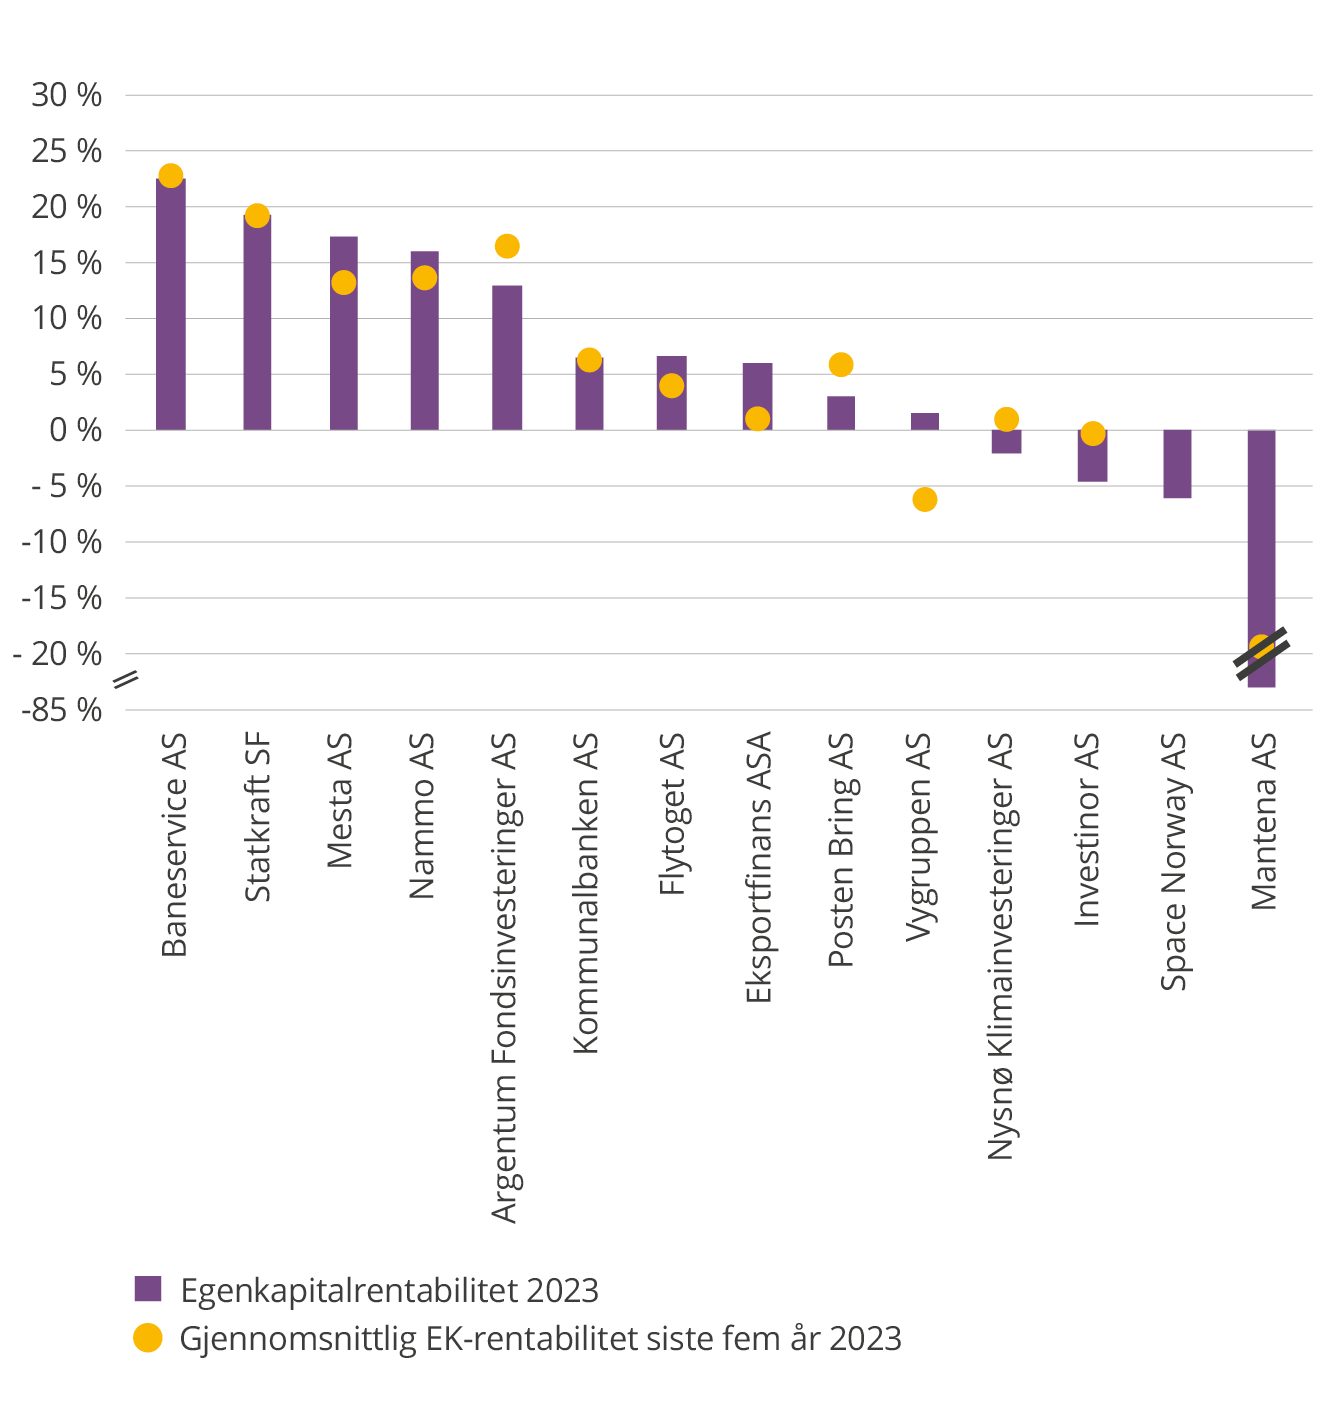 30 %
25 %
20 %
15 %
10 %
5 %
0 %
- 5 %
-10 %
-15 %
- 20 %
-85 %
Baneservice AS
Statkraft SF
Mesta AS
Nammo AS
Argentum Fondsinvesteringer AS
Kommunalbanken AS
Flytoget AS
Eksportfinans ASA
Posten Bring AS
Vygruppen AS
Nysnø Klimainvesteringer AS
Investinor AS
Space Norway AS
Mantena AS
Egenkapitalrentabilitet 2023
Gjennomsnittlig EK-rentabilitet siste fem år 2023